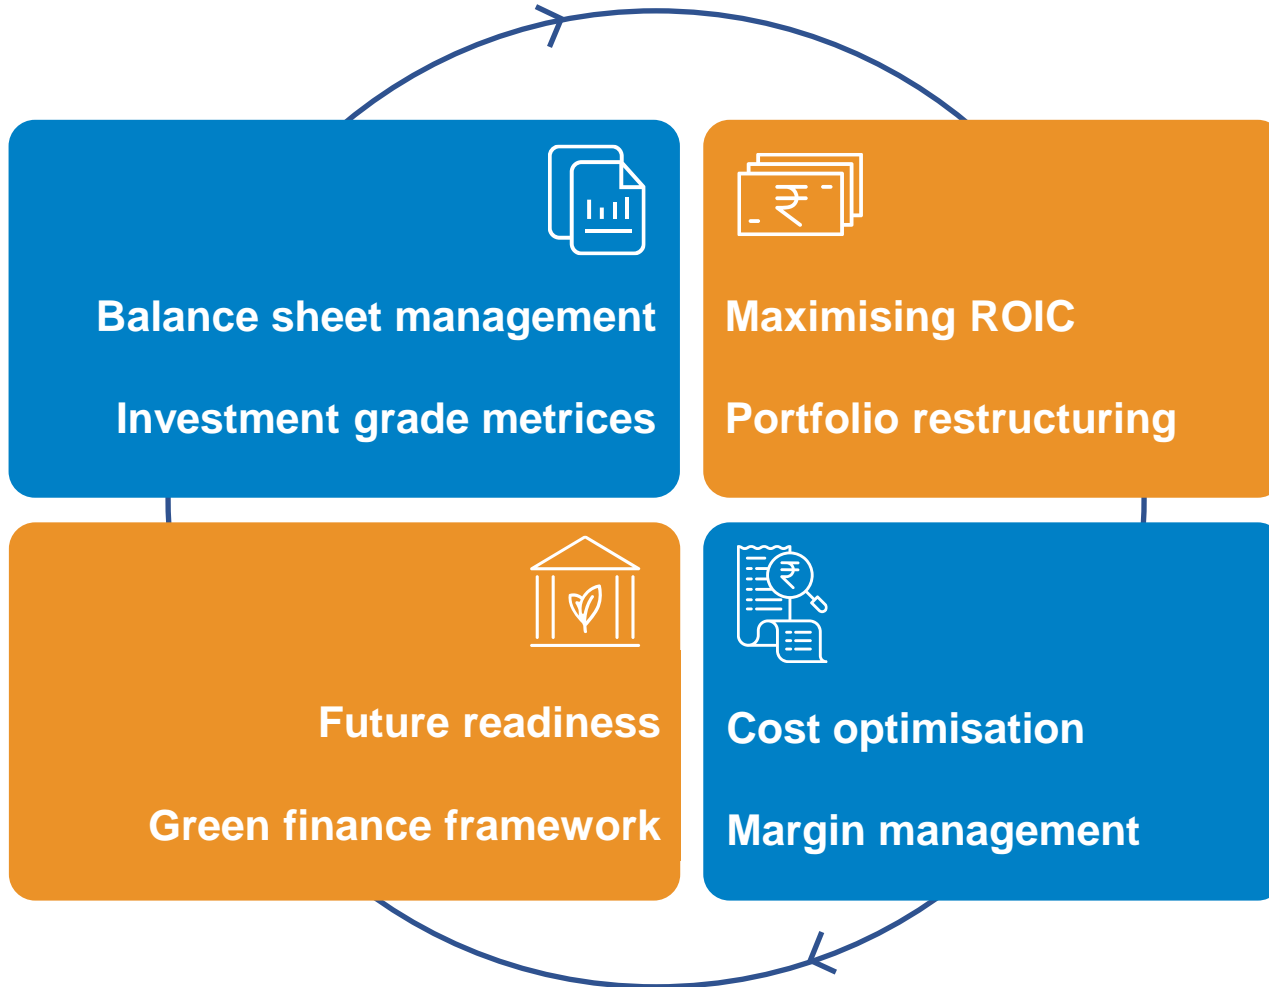 Balance sheet management
Investment grade metrices
₹
Maximising ROIC
Portfolio restructuring
Future readiness
Green finance framework
₹
Cost optimisation
Margin management